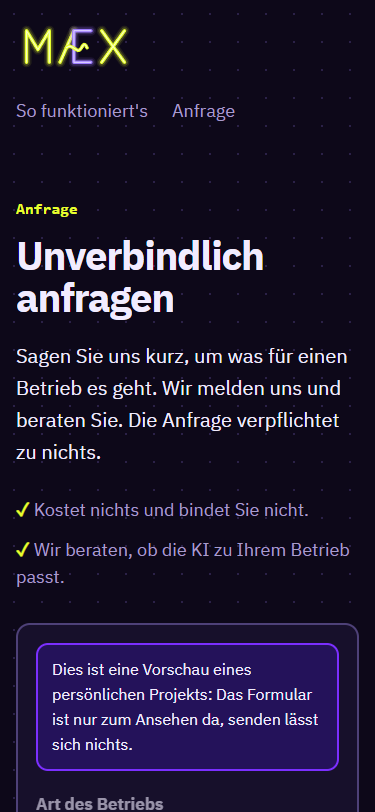 MÆX
So funktioniert's Anfrage
Anfrage
Unverbindlich
anfragen
Sagen Sie uns kurz, um was für einen
Betrieb es geht. Wir melden uns und
beraten Sie. Die Anfrage verpflichtet
zu nichts.
✓ Kostet nichts und bindet Sie nicht.
✓ Wir beraten, ob die KI zu Ihrem Betrieb
passt.
Dies ist eine Vorschau eines
persönlichen Projekts: Das Formular
ist nur zum Ansehen da, senden lässt
sich nichts.
Art des Betriebs